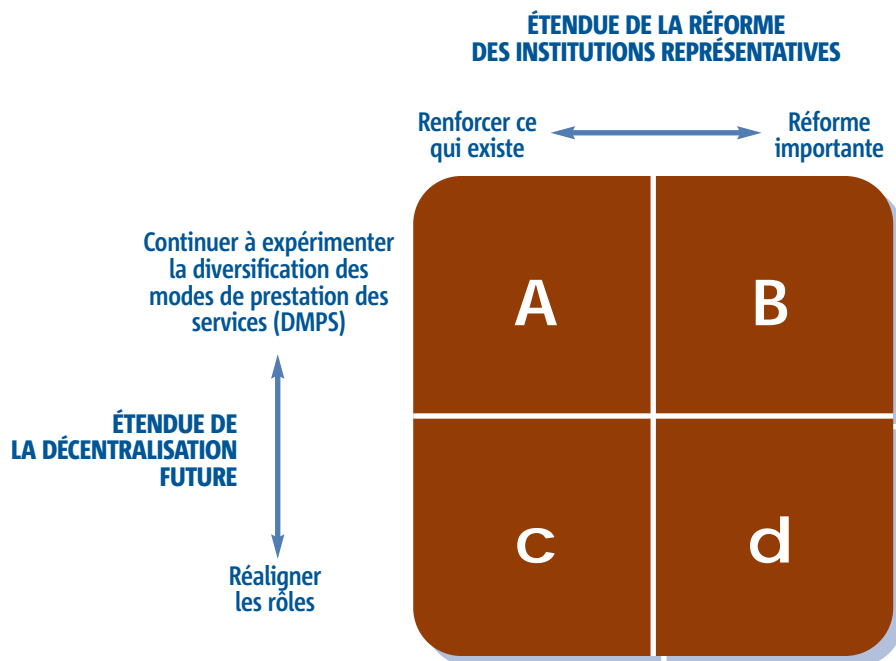 ÉTENDUE DE LA RÉFORME
DES INSTITUTIONS REPRÉSENTATIVES
Renforcer ce
qui existe
Réforme
importante
Continuer à expérimenter
la diversification des
modes de prestation des
services (DMPS)
A
B
ÉTENDUE DE
LA DÉCENTRALISATION
FUTURE
c
d
Réaligner
les rôles